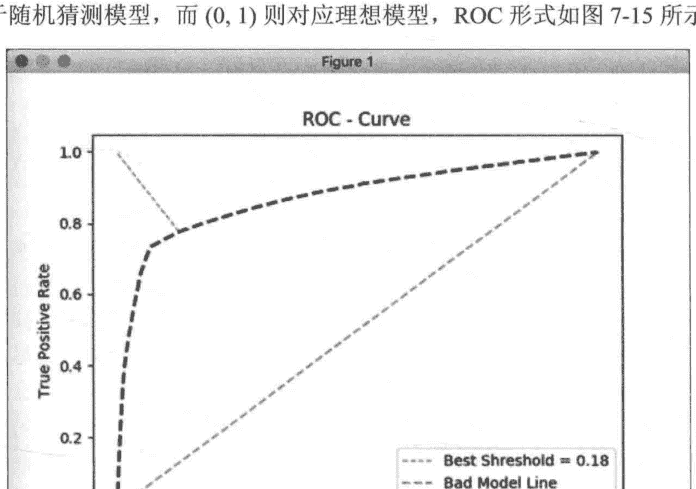 于随机猜测模型，而 (0, 1) 则对应理想模型，ROC 形式如图 7-15 所示
Figure 1
ROC - Curve
1.0
0.8
0.6
0.4
0.2
True Positive Rate
Best Shreshold = 0.18
Bad Model Line